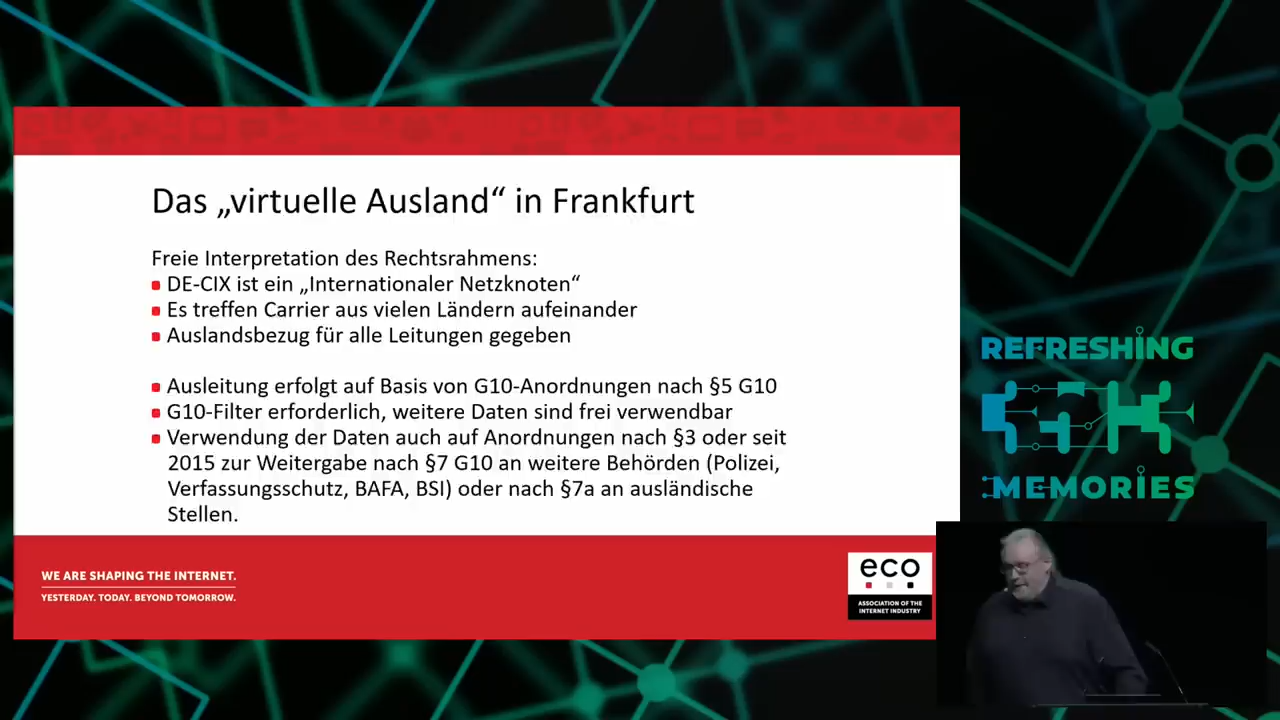 Das „virtuelle Ausland“ in Frankfurt
Freie Interpretation des Rechtsrahmens:
DE-CIX ist ein „Internationaler Netzknoten“
Es treffen Carrier aus vielen Ländern aufeinander
Auslandsbezug für alle Leitungen gegeben
Ausleitung erfolgt auf Basis von G10-Anordnungen nach §5 G10
G10-Filter erforderlich, weitere Daten sind frei verwendbar
Verwendung der Daten auch auf Anordnungen nach §3 oder seit
2015 zur Weitergabe nach §7 G10 an weitere Behörden (Polizei,
Verfassungsschutz, BAFA, BSI) oder nach §7a an ausländische
Stellen.
WE ARE SHAPING THE INTERNET.
YESTERDAY. TODAY. BEYOND TOMORROW.
eco
ASSOCIATION OF THE
INTERNET INDUSTRY
REFRESHING
MEMORIES